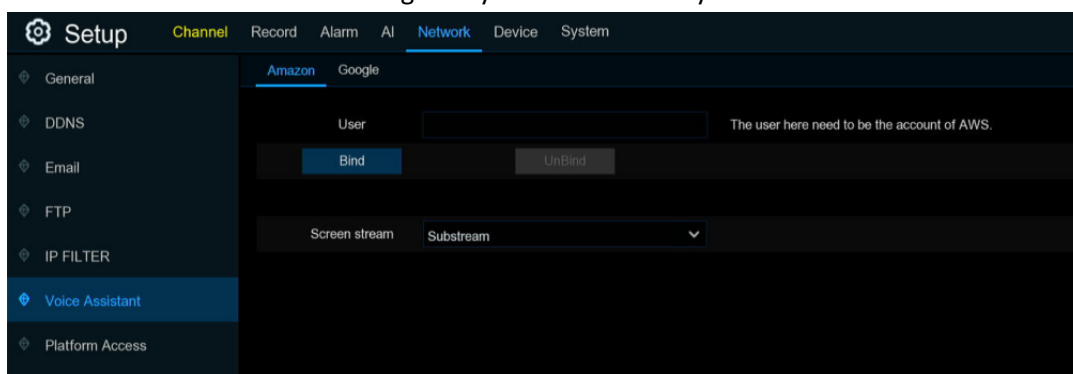 Setup Channel Record Alarm AI Network Device System
General
DDNS
Email
FTP
IP FILTER
Voice Assistant
Platform Access
Amazon Google
User The user here need to be the account of AWS.
Bind UnBind
Screen stream Substream